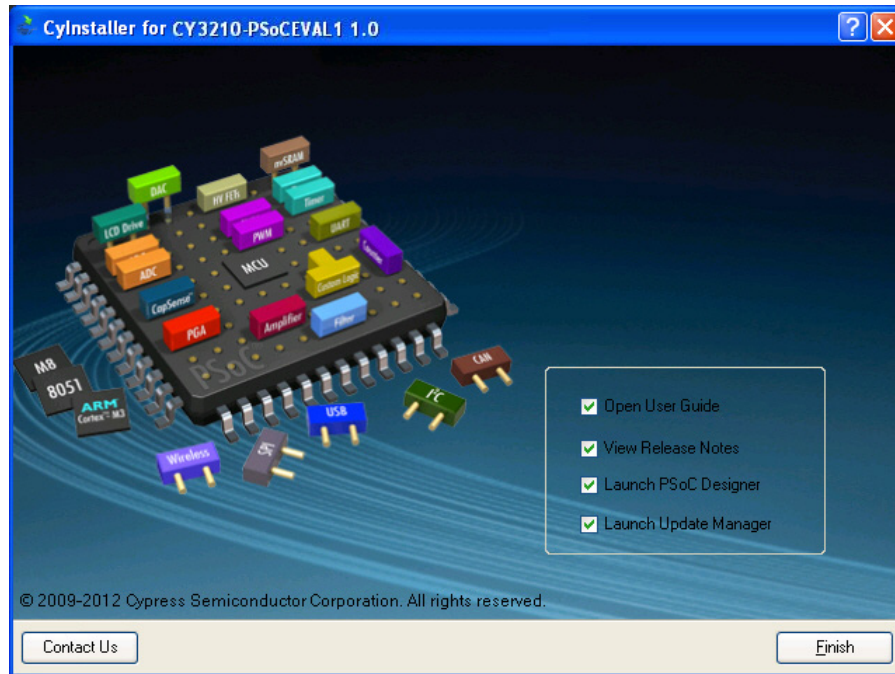 CyInstaller for CY3210-PSoCEVAL1 1.0
nvSRAM
DAC
HV FETs
Timer
LCD Drive
PWM
UART
ADC
MCU
CapSense
Custom Logic
PGA
Amplifier
Filter
PSoC
M8
8051
ARM
Cortex™ M3
CAN
I²C
USB
Wireless
Open User Guide
View Release Notes
Launch PSoC Designer
Launch Update Manager
© 2009-2012 Cypress Semiconductor Corporation. All rights reserved.
Contact Us
Finish